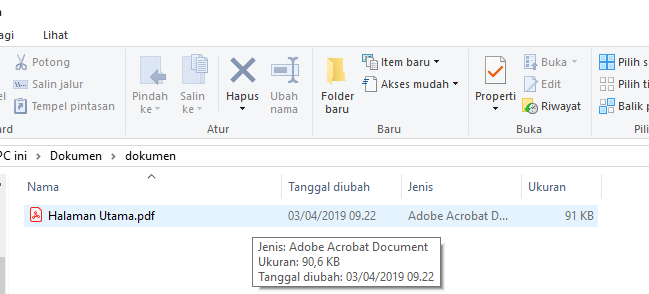 agi Lihat
Potong
Salin jalur
Tempel pintasan
Pindah ke
Salin ke
Hapus
Ubah nama
Folder baru
Item baru
Akses mudah
Properti
Buka
Edit
Riwayat
Pilih s
Pilih ti
Balik p
ard Atur Baru Buka Pili
PC ini > Dokumen > dokumen
Nama Tanggal diubah Jenis Ukuran
Halaman Utama.pdf 03/04/2019 09.22 Adobe Acrobat D... 91 KB
Jenis: Adobe Acrobat Document
Ukuran: 90,6 KB
Tanggal diubah: 03/04/2019 09.22